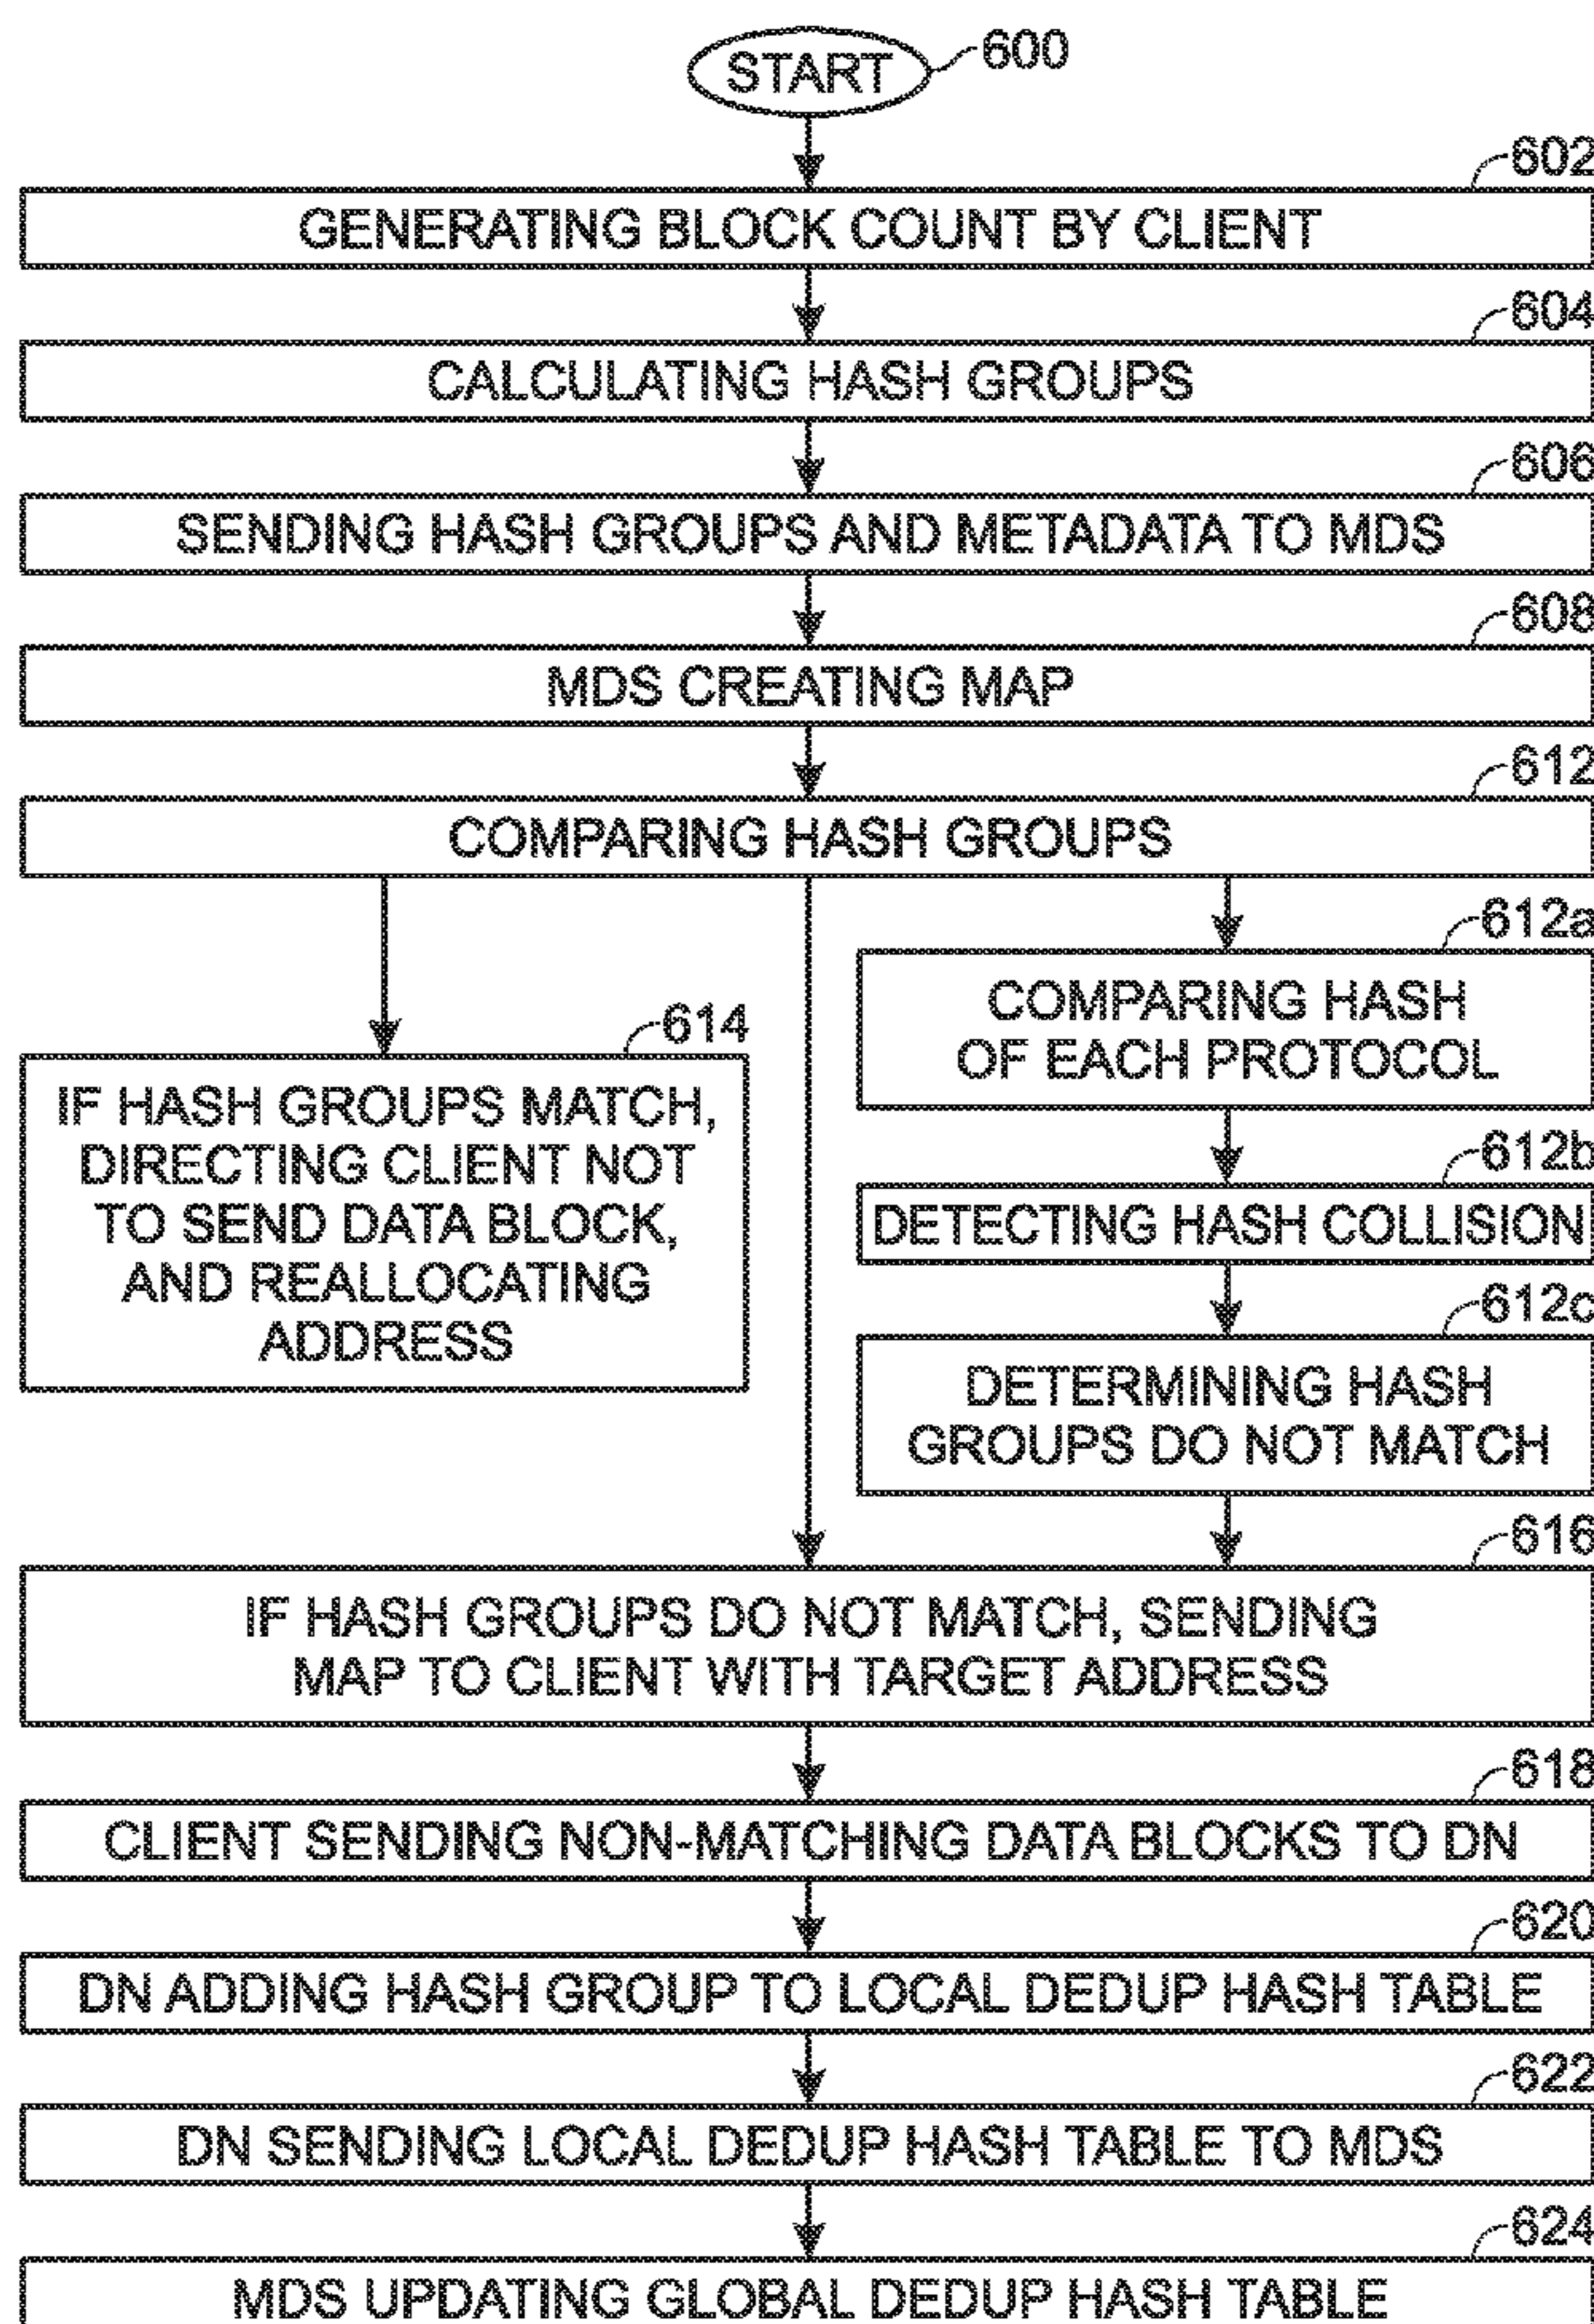 START
600
602
GENERATING BLOCK COUNT BY CLIENT
604
CALCULATING HASH GROUPS
606
SENDING HASH GROUPS AND METADATA TO MDS
608
MDS CREATING MAP
612
COMPARING HASH GROUPS
614
IF HASH GROUPS MATCH,
DIRECTING CLIENT NOT
TO SEND DATA BLOCK,
AND REALLOCATING
ADDRESS
612a
COMPARING HASH
OF EACH PROTOCOL
612b
DETECTING HASH COLLISION
612c
DETERMINING HASH
GROUPS DO NOT MATCH
616
IF HASH GROUPS DO NOT MATCH, SENDING
MAP TO CLIENT WITH TARGET ADDRESS
618
CLIENT SENDING NON-MATCHING DATA BLOCKS TO DN
620
DN ADDING HASH GROUP TO LOCAL DEDUP HASH TABLE
622
DN SENDING LOCAL DEDUP HASH TABLE TO MDS
624
MDS UPDATING GLOBAL DEDUP HASH TABLE